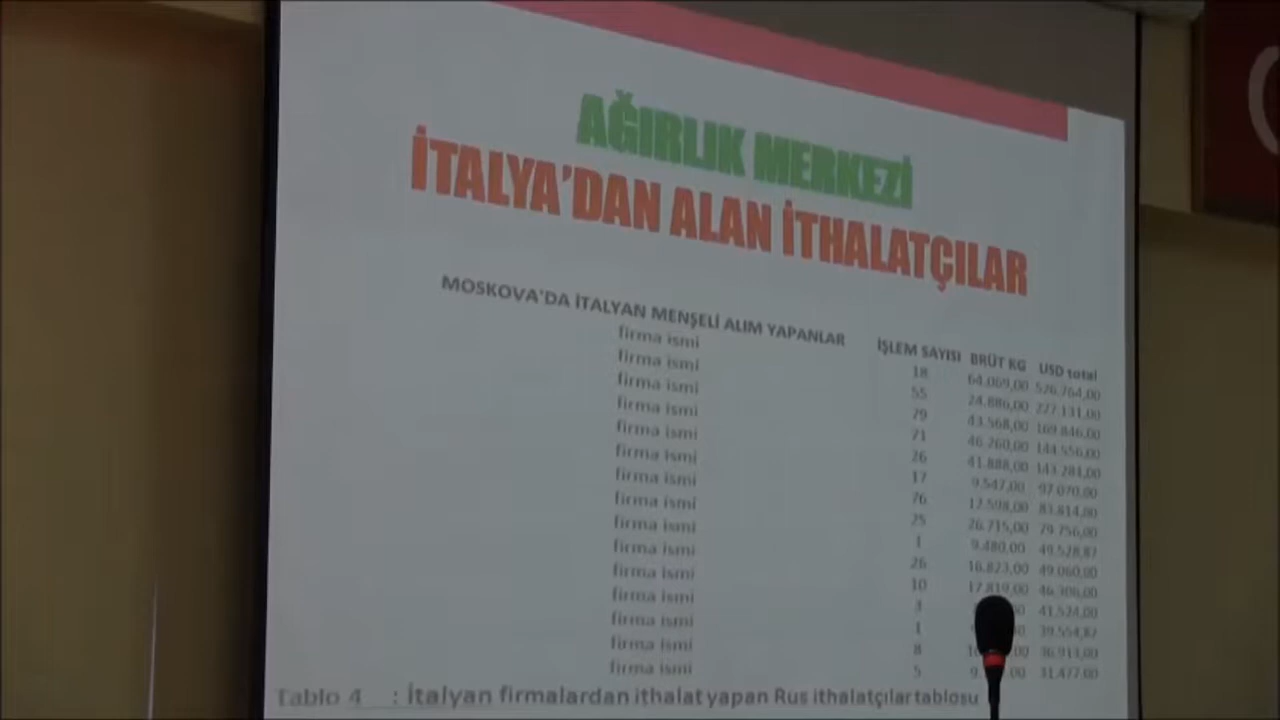 AĞIRLIK MERKEZİ
İTALYA'DAN ALAN İTHALATÇILAR
MOSKOVA'DA İTALYAN MENŞELİ ALIM YAPANLAR İŞLEM SAYISI BRÜT KG USD total
firma ismi 18 64.069,00 526.764,00
firma ismi 55 24.886,00 227.131,00
firma ismi 79 43.568,00 169.846,00
firma ismi 71 46.260,00 144.956,00
firma ismi 26 41.888,00 143.281,00
firma ismi 17 9.547,00 97.070,00
firma ismi 76 12.598,00 83.814,00
firma ismi 25 26.715,00 79.756,00
firma ismi 1 9.480,00 49.528,87
firma ismi 26 16.823,00 49.060,00
firma ismi 10 17.819,00 46.306,00
firma ismi 3 41.524,00
firma ismi 1 39.554,87
firma ismi 8 36.913,00
firma ismi 5 31.477,00
Tablo 4 : İtalyan firmalardan ithalat yapan Rus ithalatçılar tablosu